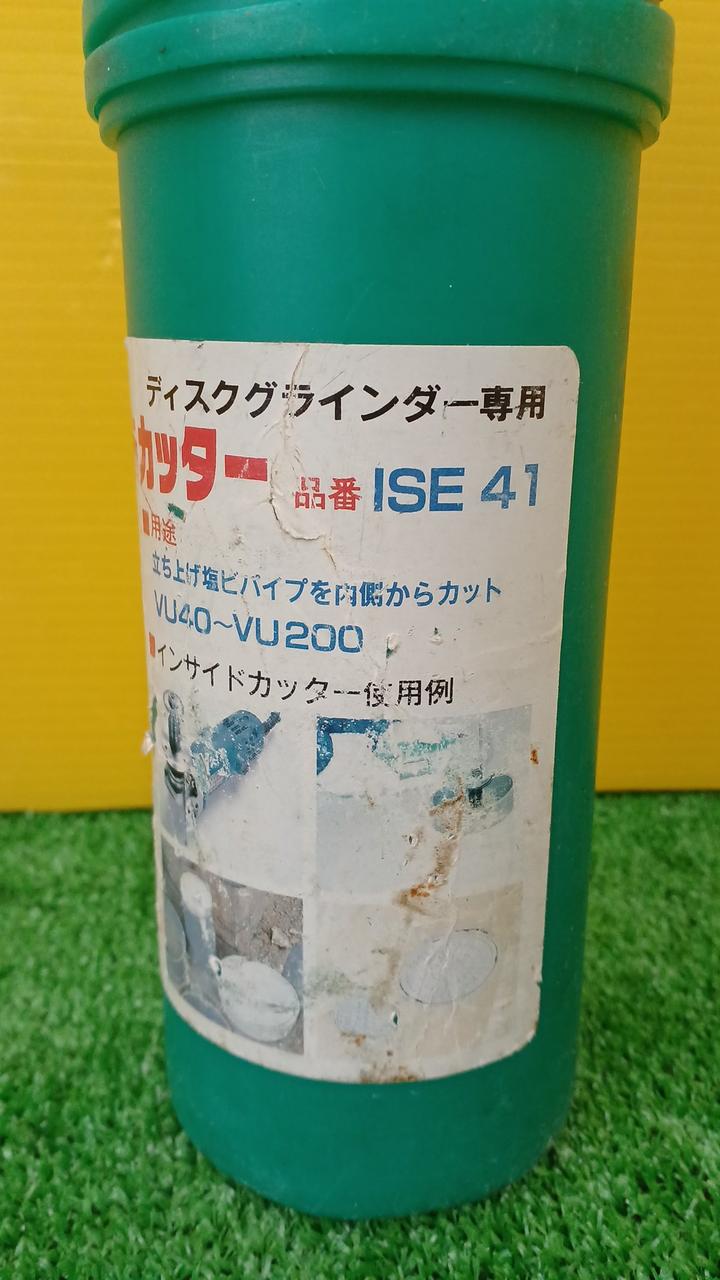 ディスクグラインダー専用
カッター 品番 ISE 41
■用途
立ち上げ塩ビパイプを内側からカット
VU40～VU200
■インサイドカッター使用例